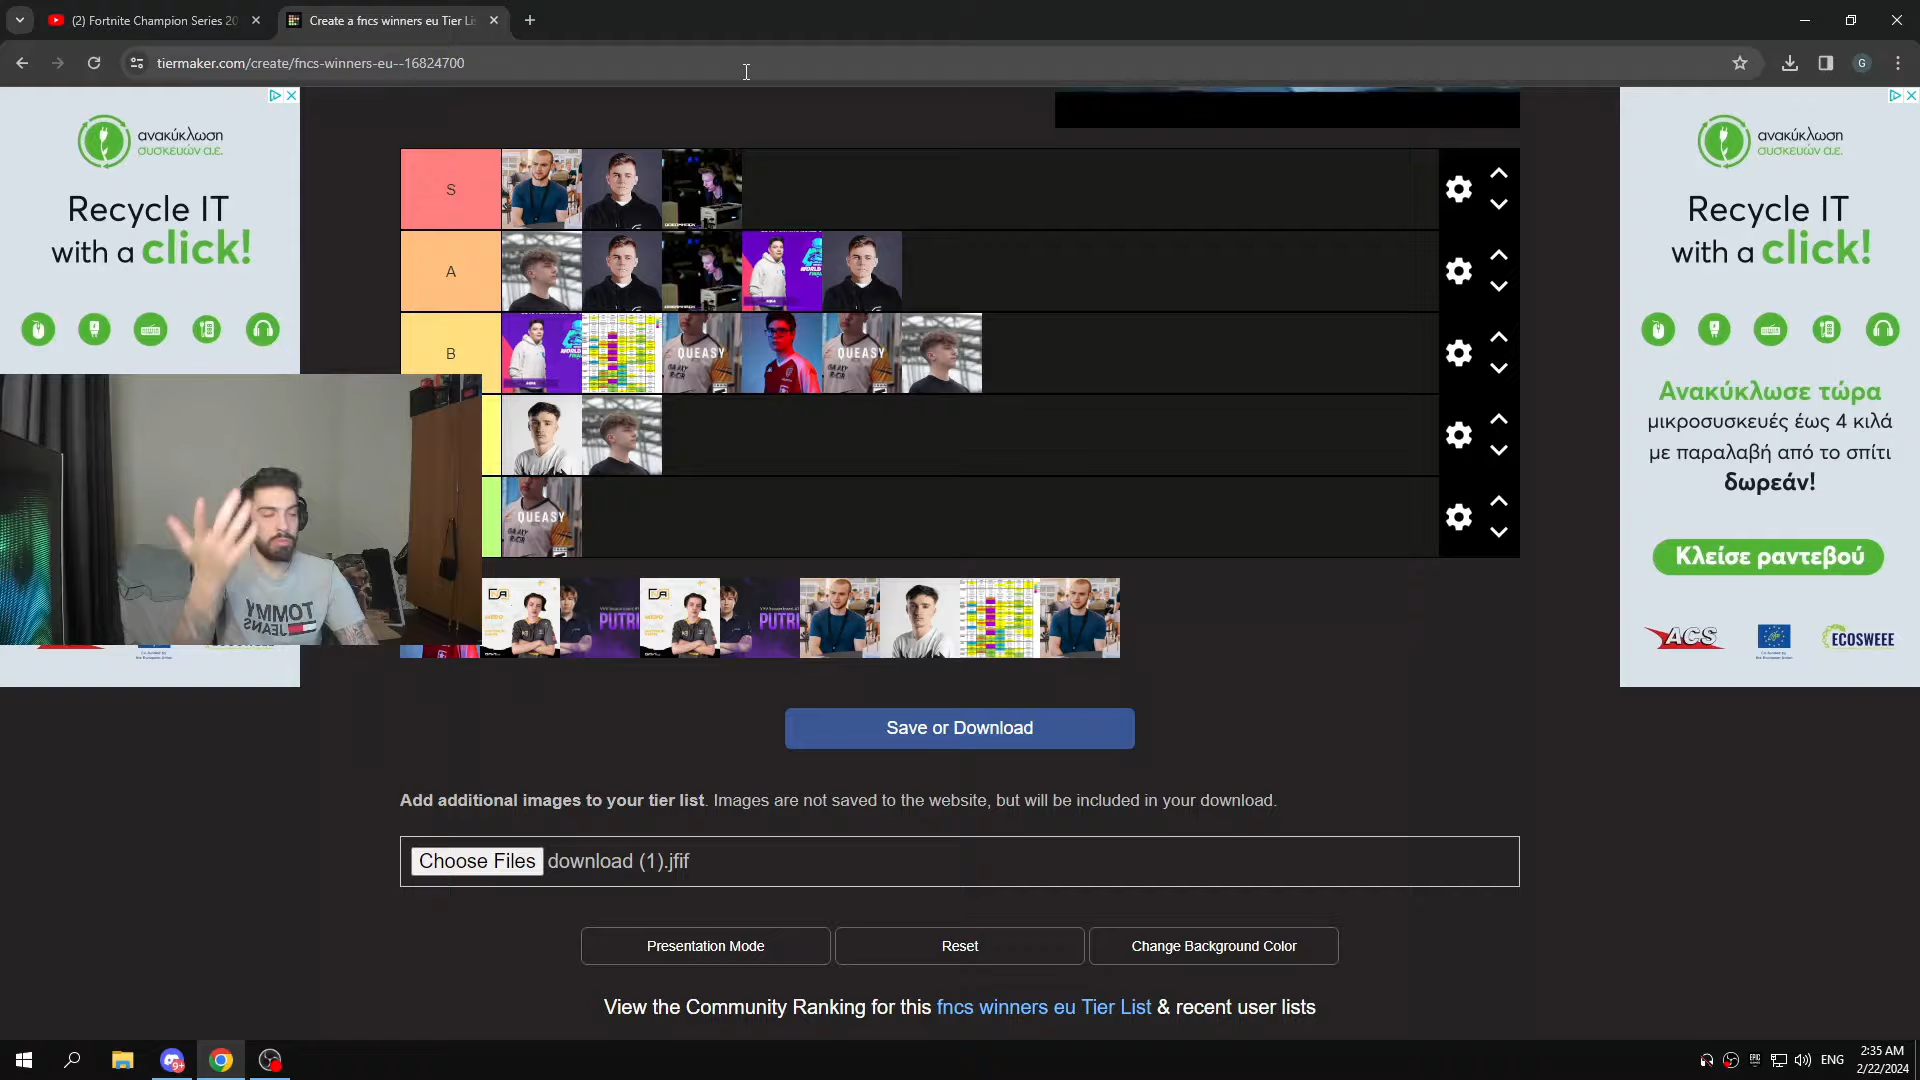 (2) Fortnite Champion Series 20
Create a fncs winners eu Tier Li
tiermaker.com/create/fncs-winners-eu--16824700
G
ανακύκλωση
συσκευών α.ε.
Recycle IT
with a click!
ανακύκλωση
συσκευών α.ε.
Recycle IT
with a click!
Ανακύκλωσε τώρα
μικροσυσκευές έως 4 κιλά
με παραλαβή από το σπίτι
δωρεάν!
Κλείσε ραντεβού
ACS
ECOSWEEE
S
A
B
QUEASY
QUEASY
QUEASY
TOMMY
JEANS
PUTRI
PUTRI
Save or Download
Add additional images to your tier list. Images are not saved to the website, but will be included in your download.
Choose Files download (1).jfif
Presentation Mode
Reset
Change Background Color
View the Community Ranking for this fncs winners eu Tier List & recent user lists
9+
EPIC
ENG
2:35 AM
2/22/2024